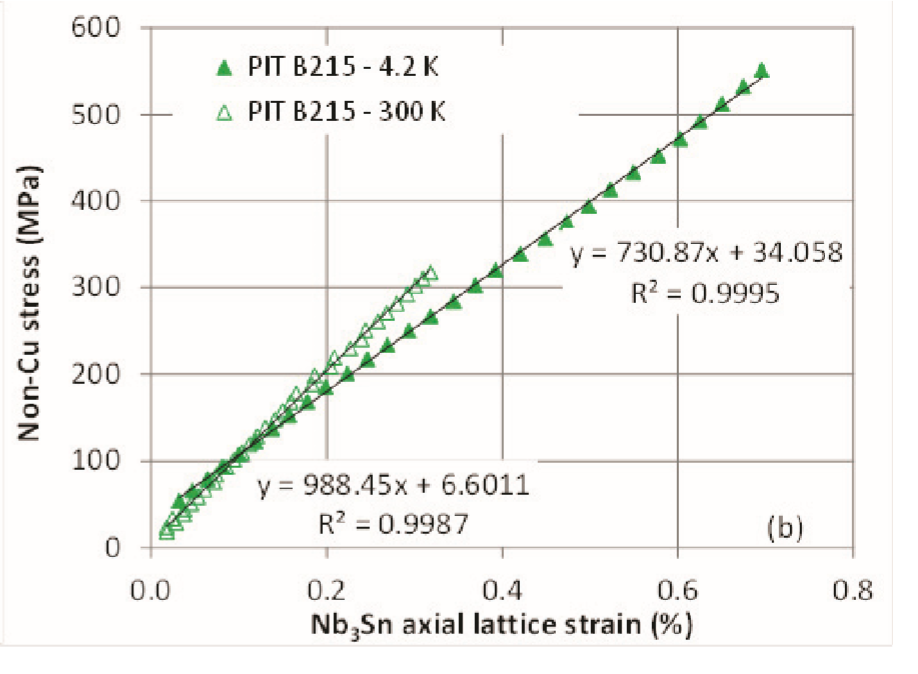 600
PIT B215 - 4.2 K
PIT B215 - 300 K
500
400
300
200
100
0
Non-Cu stress (MPa)
y = 730.87x + 34.058
R² = 0.9995
y = 988.45x + 6.6011
R² = 0.9987
(b)
0.0 0.2 0.4 0.6 0.8
Nb₃Sn axial lattice strain (%)